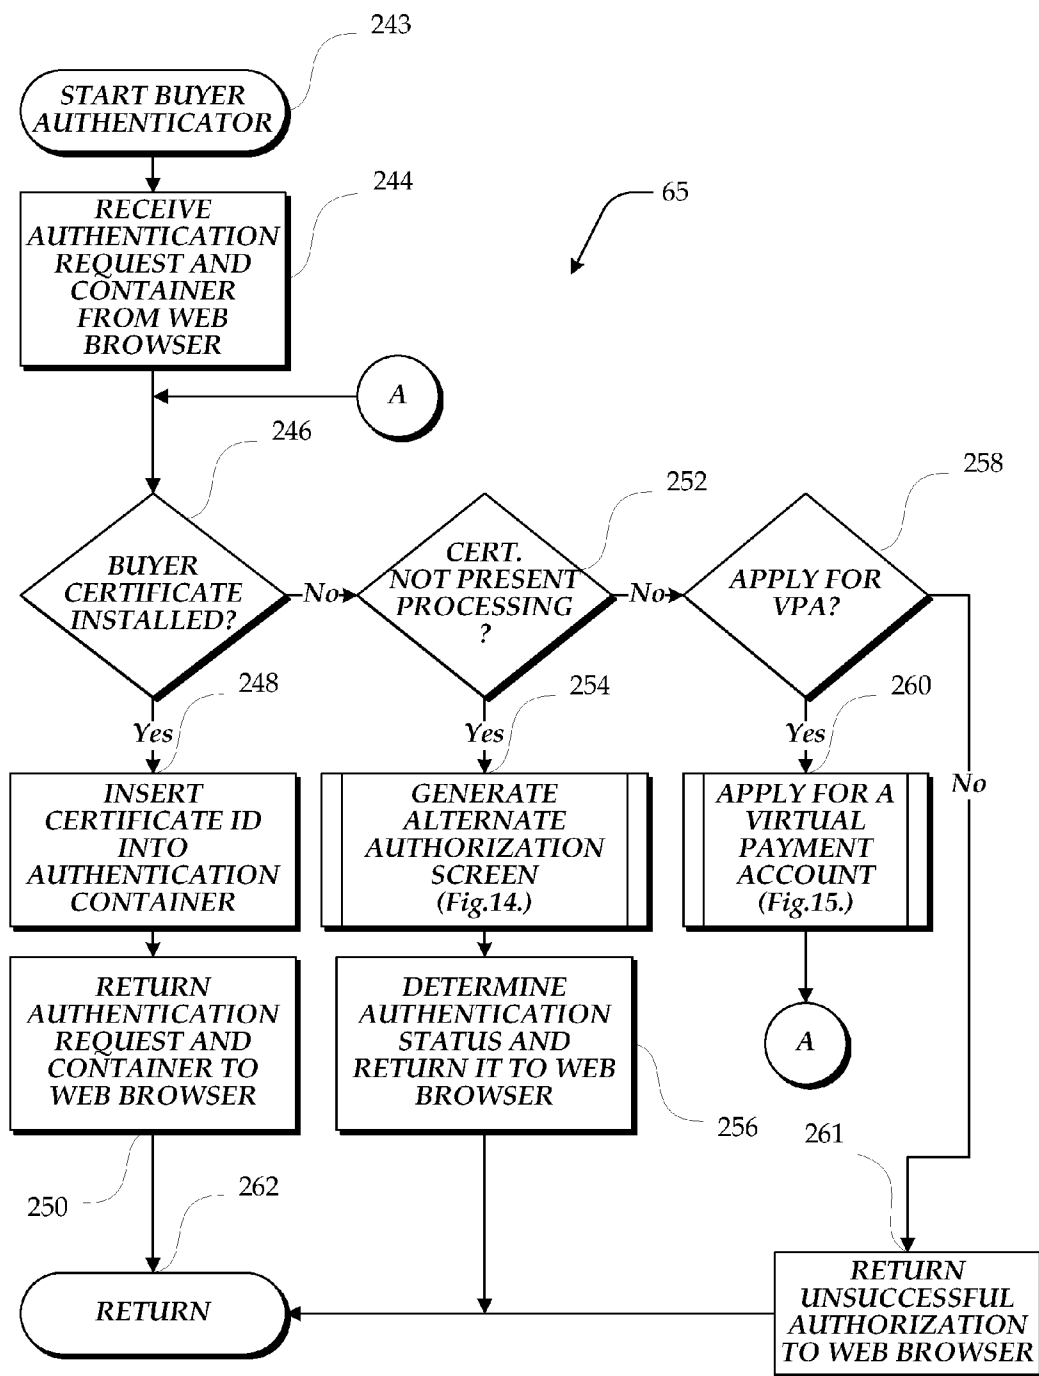 243
START BUYER
AUTHENTICATOR
244
RECEIVE
AUTHENTICATION
REQUEST AND
CONTAINER
FROM WEB
BROWSER
65
A
246
BUYER
CERTIFICATE
INSTALLED?
No
252
CERT.
NOT PRESENT
PROCESSING
?
No
258
APPLY FOR
VPA?
No
248
Yes
INSERT
CERTIFICATE ID
INTO
AUTHENTICATION
CONTAINER
254
Yes
GENERATE
ALTERNATE
AUTHORIZATION
SCREEN
(Fig.14.)
260
Yes
APPLY FOR A
VIRTUAL
PAYMENT
ACCOUNT
(Fig.15.)
RETURN
AUTHENTICATION
REQUEST AND
CONTAINER TO
WEB BROWSER
250
DETERMINE
AUTHENTICATION
STATUS AND
RETURN IT TO WEB
BROWSER
256
A
261
262
RETURN
RETURN
UNSUCCESSFUL
AUTHORIZATION
TO WEB BROWSER